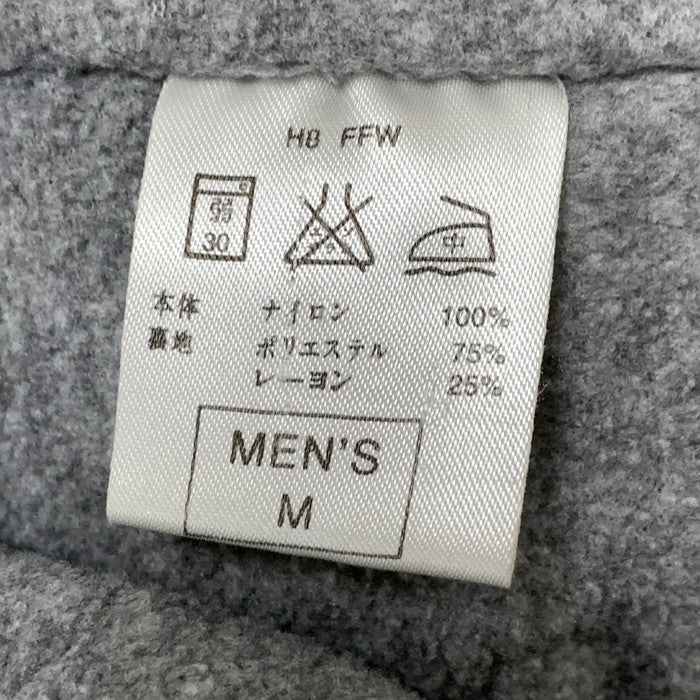 H8 FFW
弱
30
中
本体 ナイロン 100%
裏地 ポリエステル 75%
レーヨン 25%
MEN'S
M